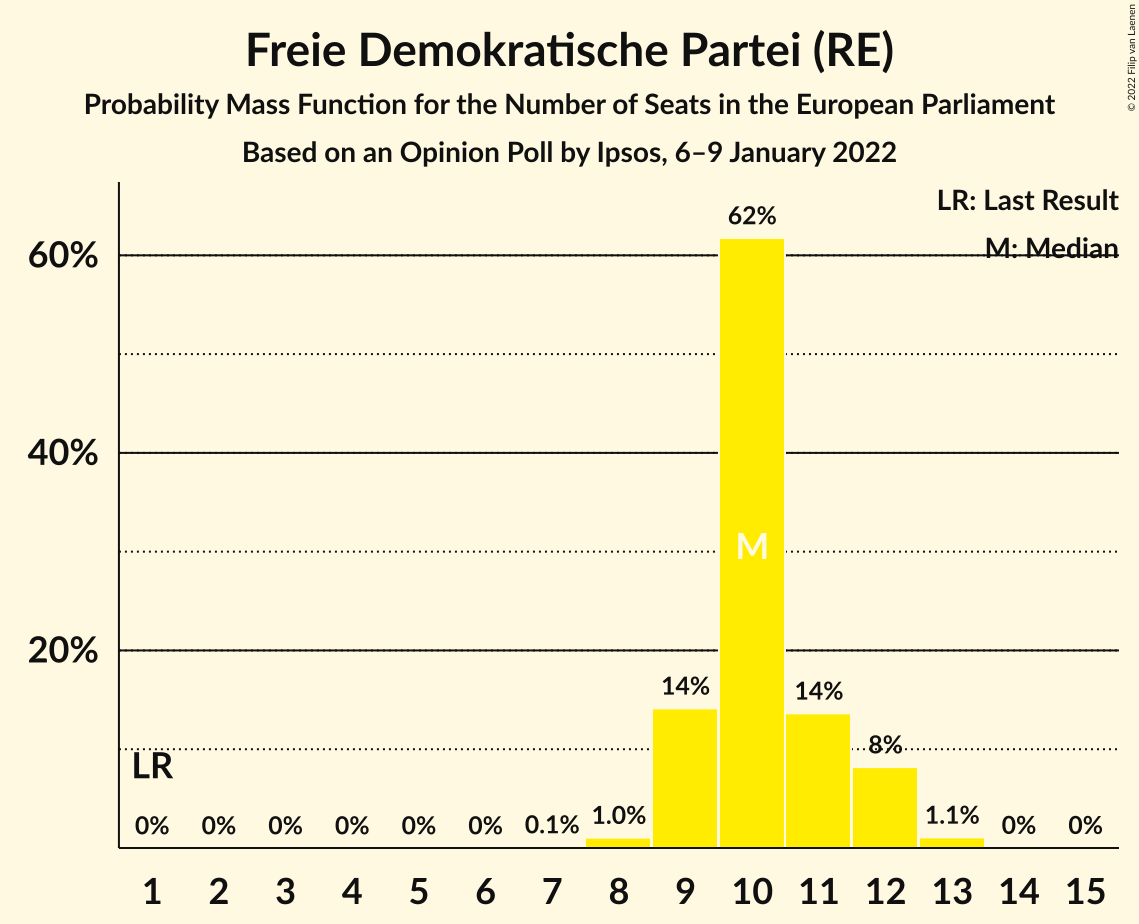 Freie Demokratische Partei (RE)
Probability Mass Function for the Number of Seats in the European Parliament
Based on an Opinion Poll by Ipsos, 6–9 January 2022
© 2022 Filip van Laenen
LR: Last Result
M: Median
60%
40%
20%
62%
M
14%
14%
8%
LR
0%
0%
0%
0%
0%
0%
0.1%
1.0%
1.1%
0%
0%
1 2 3 4 5 6 7 8 9 10 11 12 13 14 15